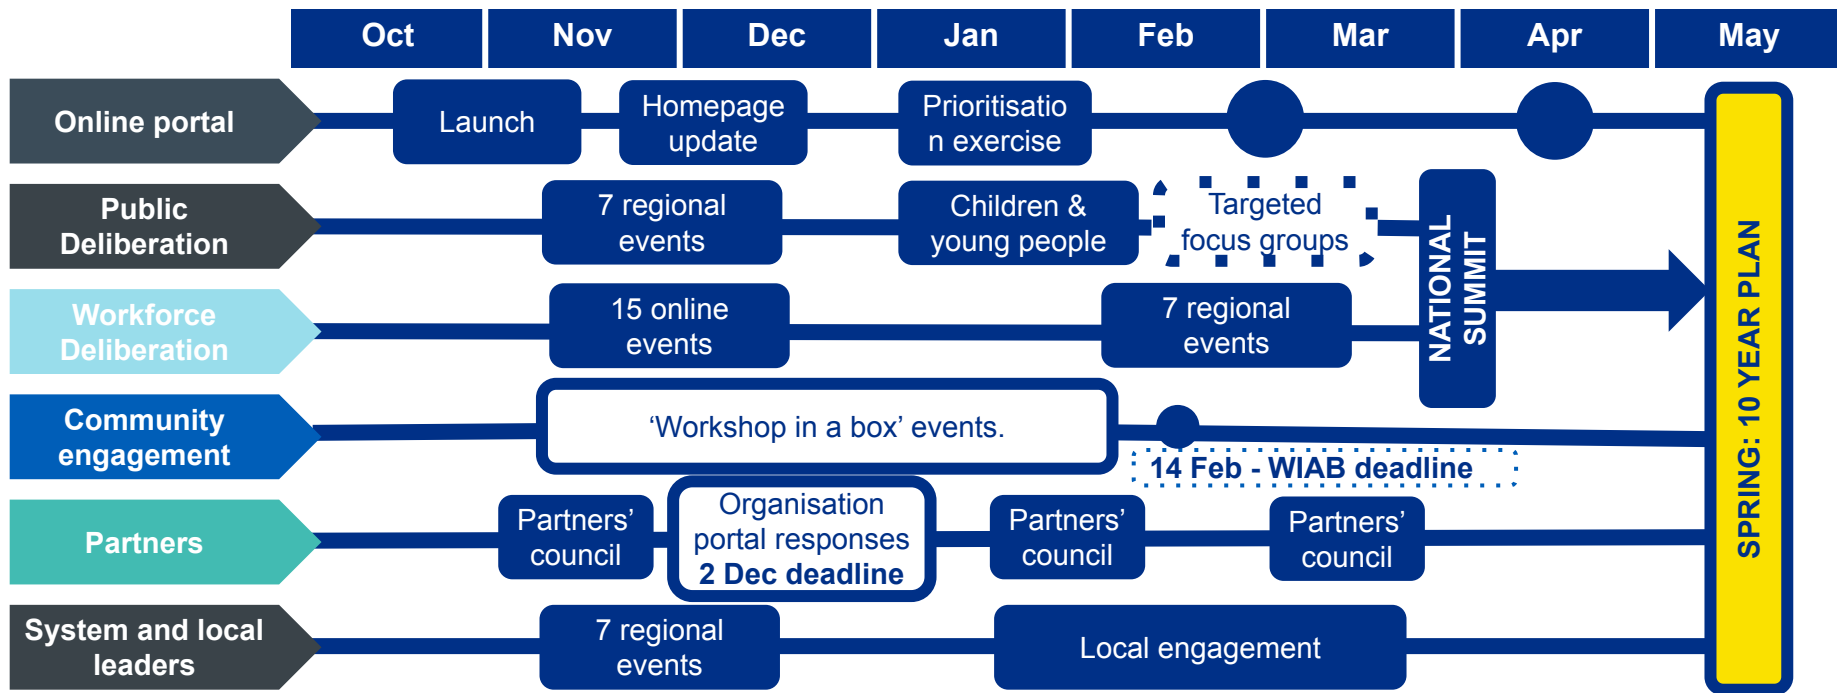 Oct Nov Dec Jan Feb Mar Apr May
Online portal
Launch
Homepage
update
Prioritisatio
n exercise
Public
Deliberation
7 regional
events
Children &
young people
Targeted
focus groups
NATIONAL
SUMMIT
Workforce
Deliberation
15 online
events
7 regional
events
Community
engagement
‘Workshop in a box’ events.
14 Feb - WIAB deadline
Partners
Partners’
council
Organisation
portal responses
2 Dec deadline
Partners’
council
Partners’
council
System and local
leaders
7 regional
events
Local engagement
SPRING: 10 YEAR PLAN